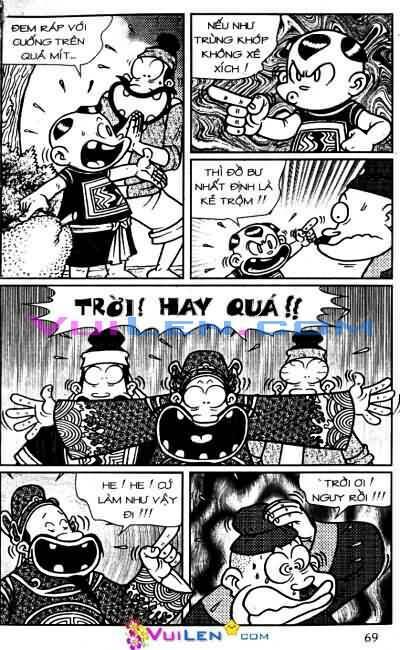 ĐEM RÁP VỚI
CUỐNG TRÊN
QUẢ MÍT...
NẾU NHƯ
TRÙNG KHỚP
KHÔNG XÊ
XÍCH!
THÌ ĐỒ BƯ
NHẤT ĐỊNH LÀ
KẺ TRỘM!!
TRỜI! HAY QUÁ!!
VUILEN.COM
HE! HE! CỨ
LÀM NHƯ VẬY
ĐI!!!
TRỜI ƠI!
NGUY RỒI!!!
69
VUILEN.COM